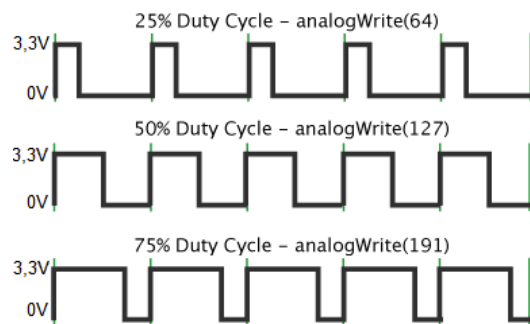 25% Duty Cycle – analogWrite(64)
3,3V
0V
50% Duty Cycle – analogWrite(127)
3,3V
0V
75% Duty Cycle – analogWrite(191)
3,3V
0V